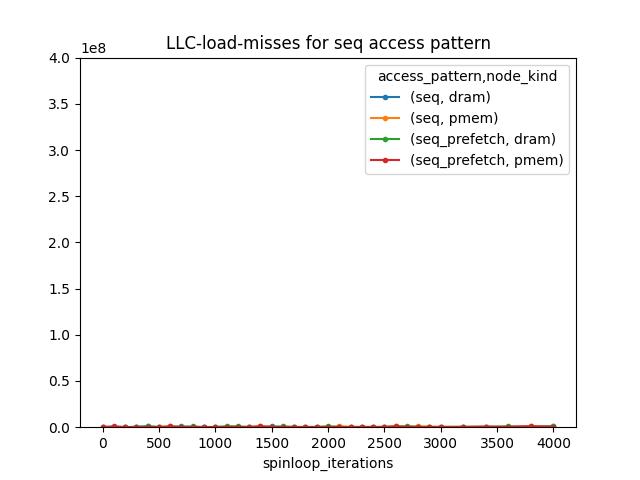 LLC-load-misses for seq access pattern
1e8
4.0
3.5
3.0
2.5
2.0
1.5
1.0
0.5
0.0
access_pattern,node_kind
(seq, dram)
(seq, pmem)
(seq_prefetch, dram)
(seq_prefetch, pmem)
0 500 1000 1500 2000 2500 3000 3500 4000
spinloop_iterations